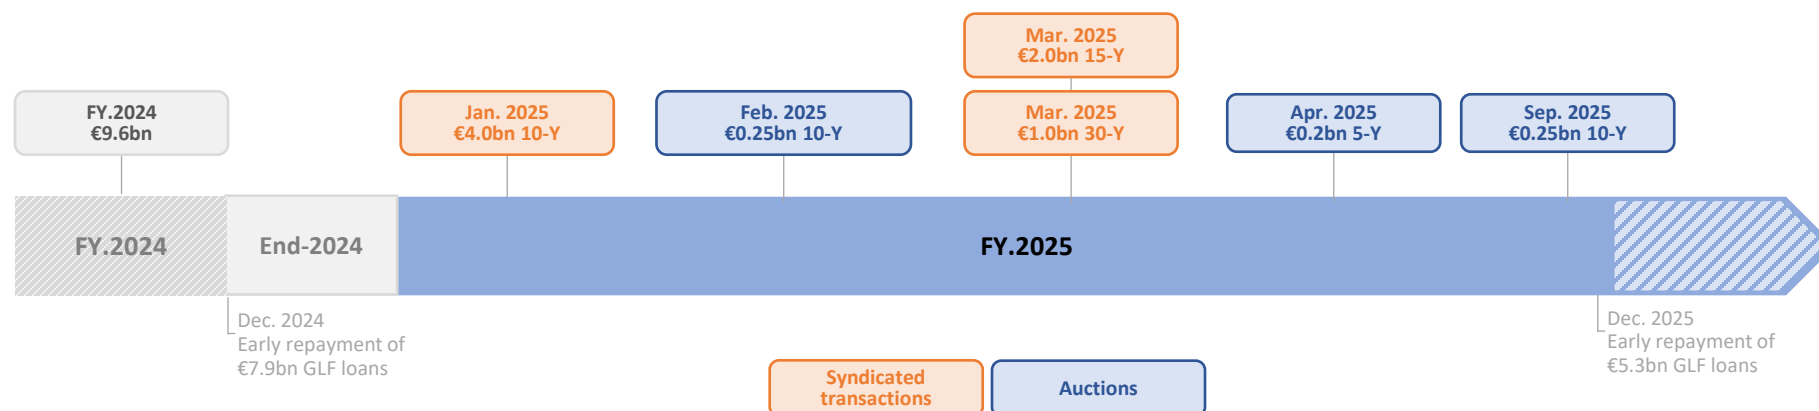 Mar. 2025
€2.0bn 15-Y
FY.2024
€9.6bn
Jan. 2025
€4.0bn 10-Y
Feb. 2025
€0.25bn 10-Y
Mar. 2025
€1.0bn 30-Y
Apr. 2025
€0.2bn 5-Y
Sep. 2025
€0.25bn 10-Y
FY.2024
End-2024
FY.2025
Dec. 2024
Early repayment of
€7.9bn GLF loans
Dec. 2025
Early repayment of
€5.3bn GLF loans
Syndicated
transactions
Auctions